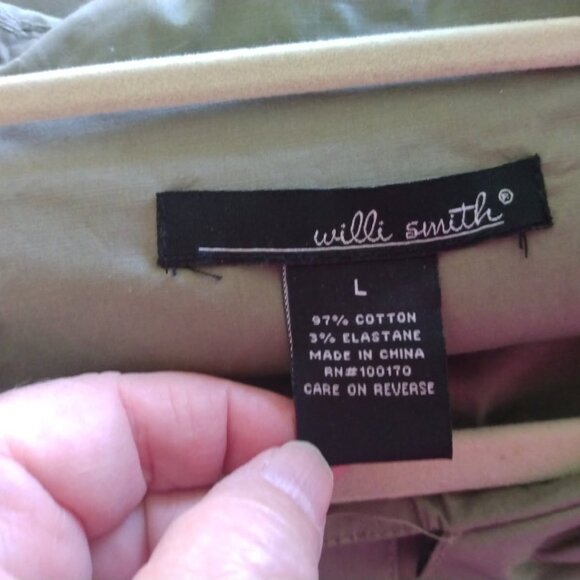 willi smith®
L
97% COTTON
3% ELASTANE
MADE IN CHINA
RN#100170
CARE ON REVERSE